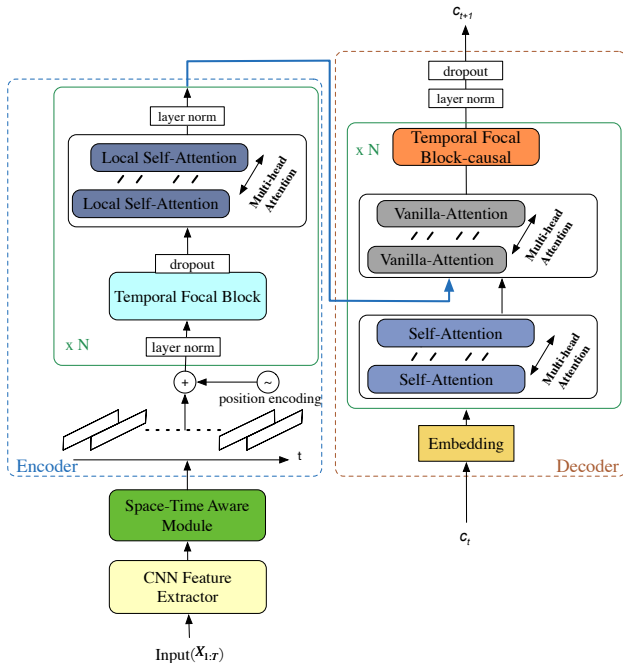 C_{t+1}
dropout
layer norm
x N
Temporal Focal
Block-causal
Vanilla-Attention
Vanilla-Attention
Multi-head
Attention
Self-Attention
Self-Attention
Multi-head
Attention
Embedding
Decoder
C_t
layer norm
Local Self-Attention
Local Self-Attention
Multi-head
Attention
dropout
Temporal Focal Block
x N
layer norm
+
~
position encoding
t
Encoder
Space-Time Aware
Module
CNN Feature
Extractor
Input(X_{1:T})